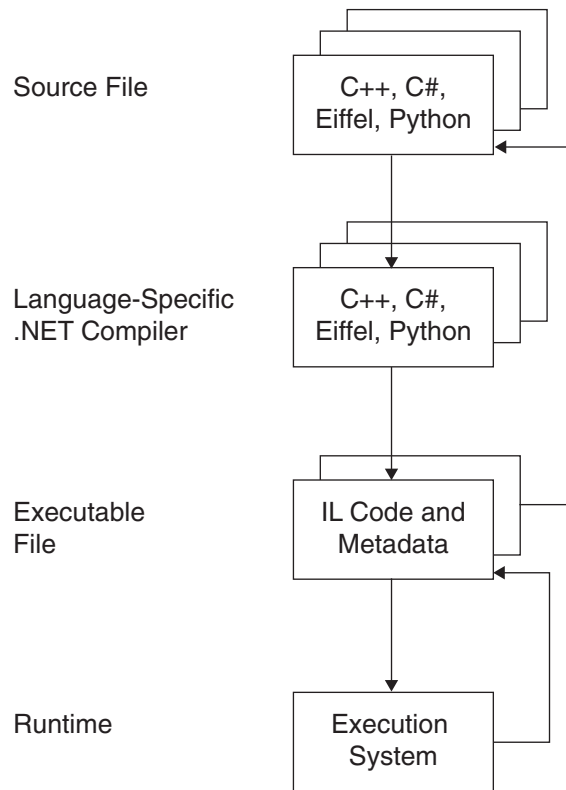 Source File
C++, C#,
Eiffel, Python
Language-Specific
.NET Compiler
C++, C#,
Eiffel, Python
Executable
File
IL Code and
Metadata
Runtime
Execution
System